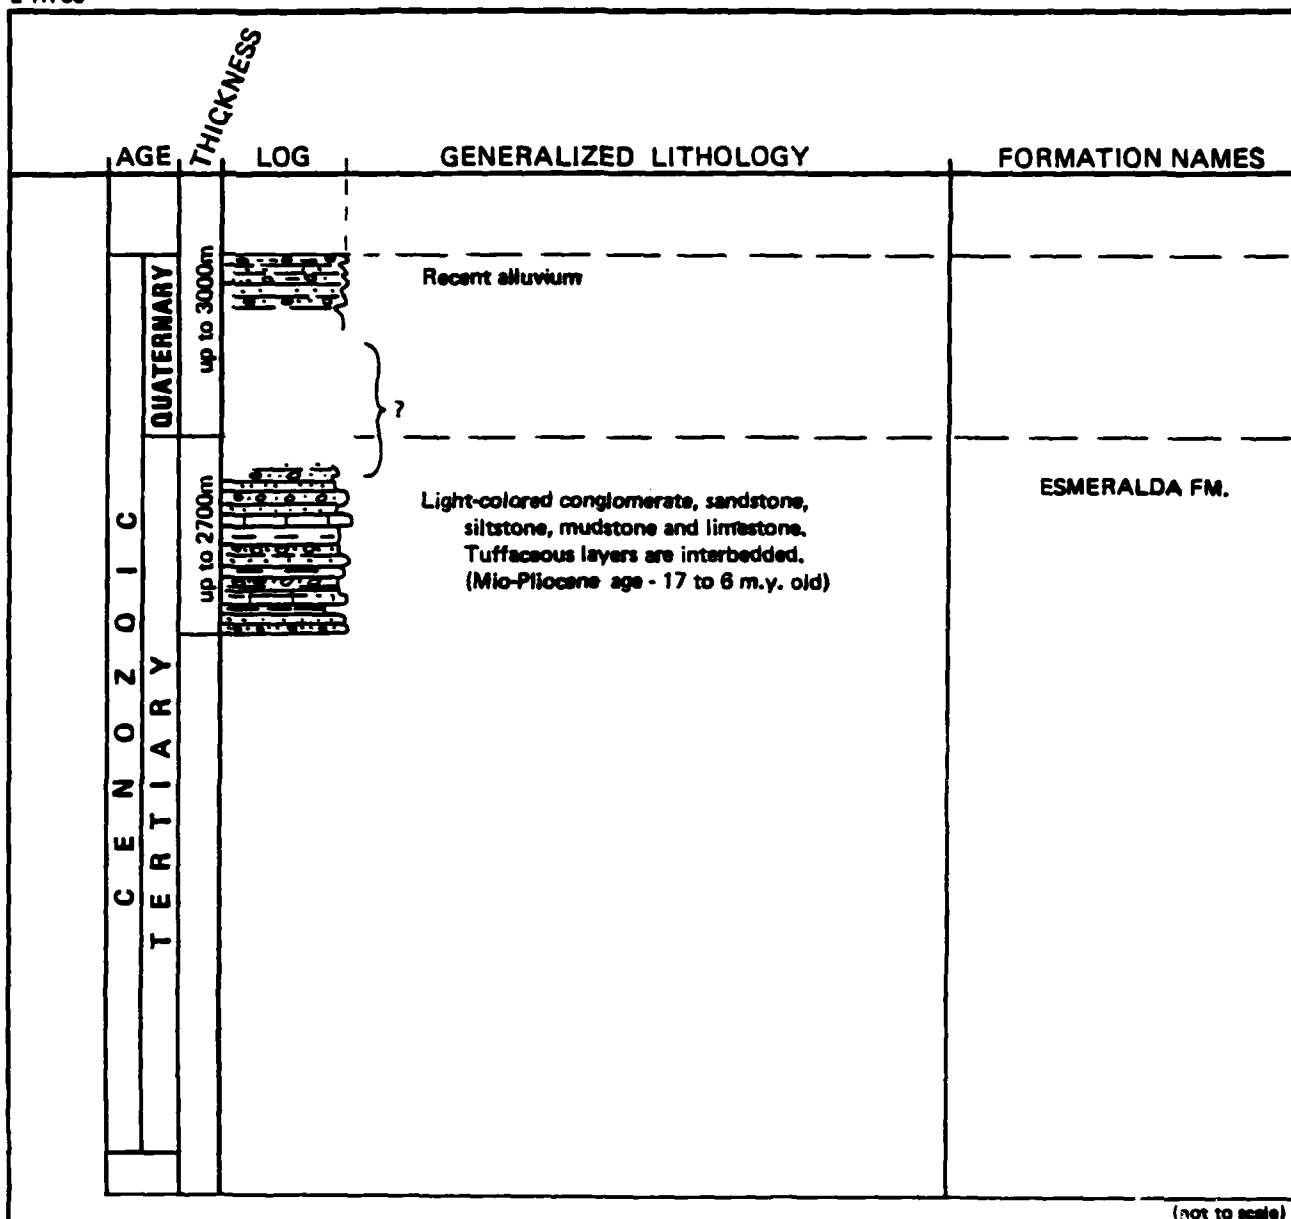 THICKNESS
AGE LOG GENERALIZED LITHOLOGY FORMATION NAMES
CENOZOIC
QUATERNARY
up to 3000m
Recent alluvium
?
TERTIARY
up to 2700m
ESMERALDA FM.
Light-colored conglomerate, sandstone,
siltstone, mudstone and limestone.
Tuffaceous layers are interbedded.
(Mio-Pliocene age - 17 to 6 m.y. old)
(not to scale)